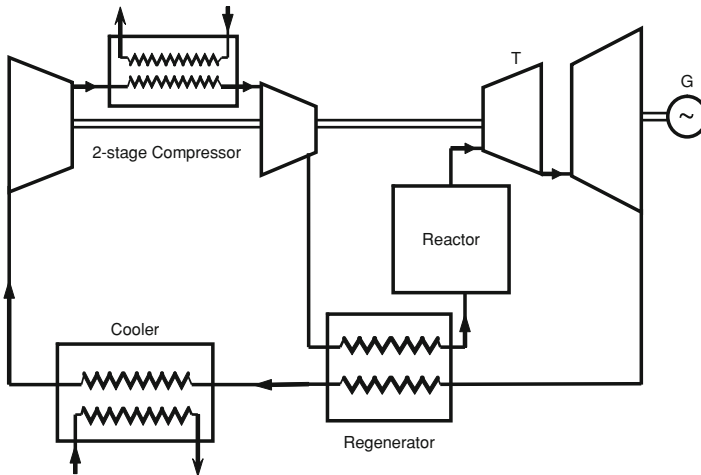 T
G
~
2-stage Compressor
Reactor
Cooler
Regenerator